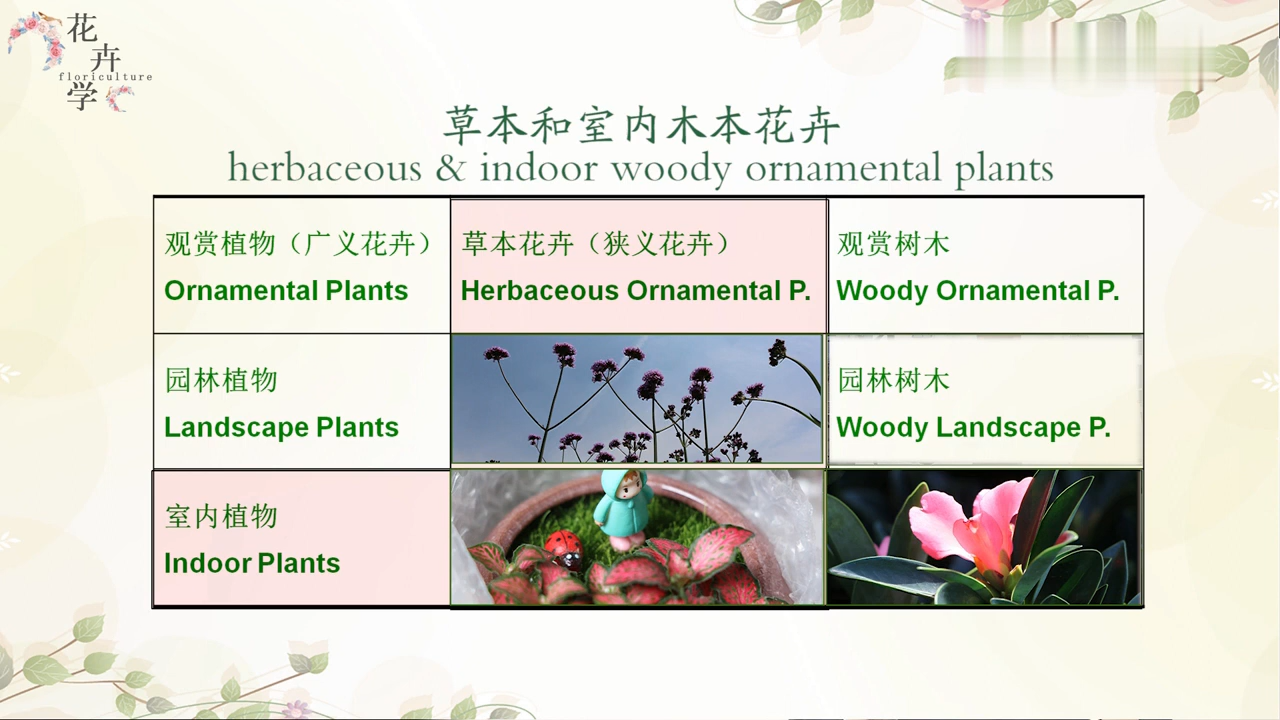 花
卉
floriculture
学
草本和室内木本花卉
herbaceous & indoor woody ornamental plants
观赏植物（广义花卉）
Ornamental Plants
草本花卉（狭义花卉）
Herbaceous Ornamental P.
观赏树木
Woody Ornamental P.
园林植物
Landscape Plants
园林树木
Woody Landscape P.
室内植物
Indoor Plants